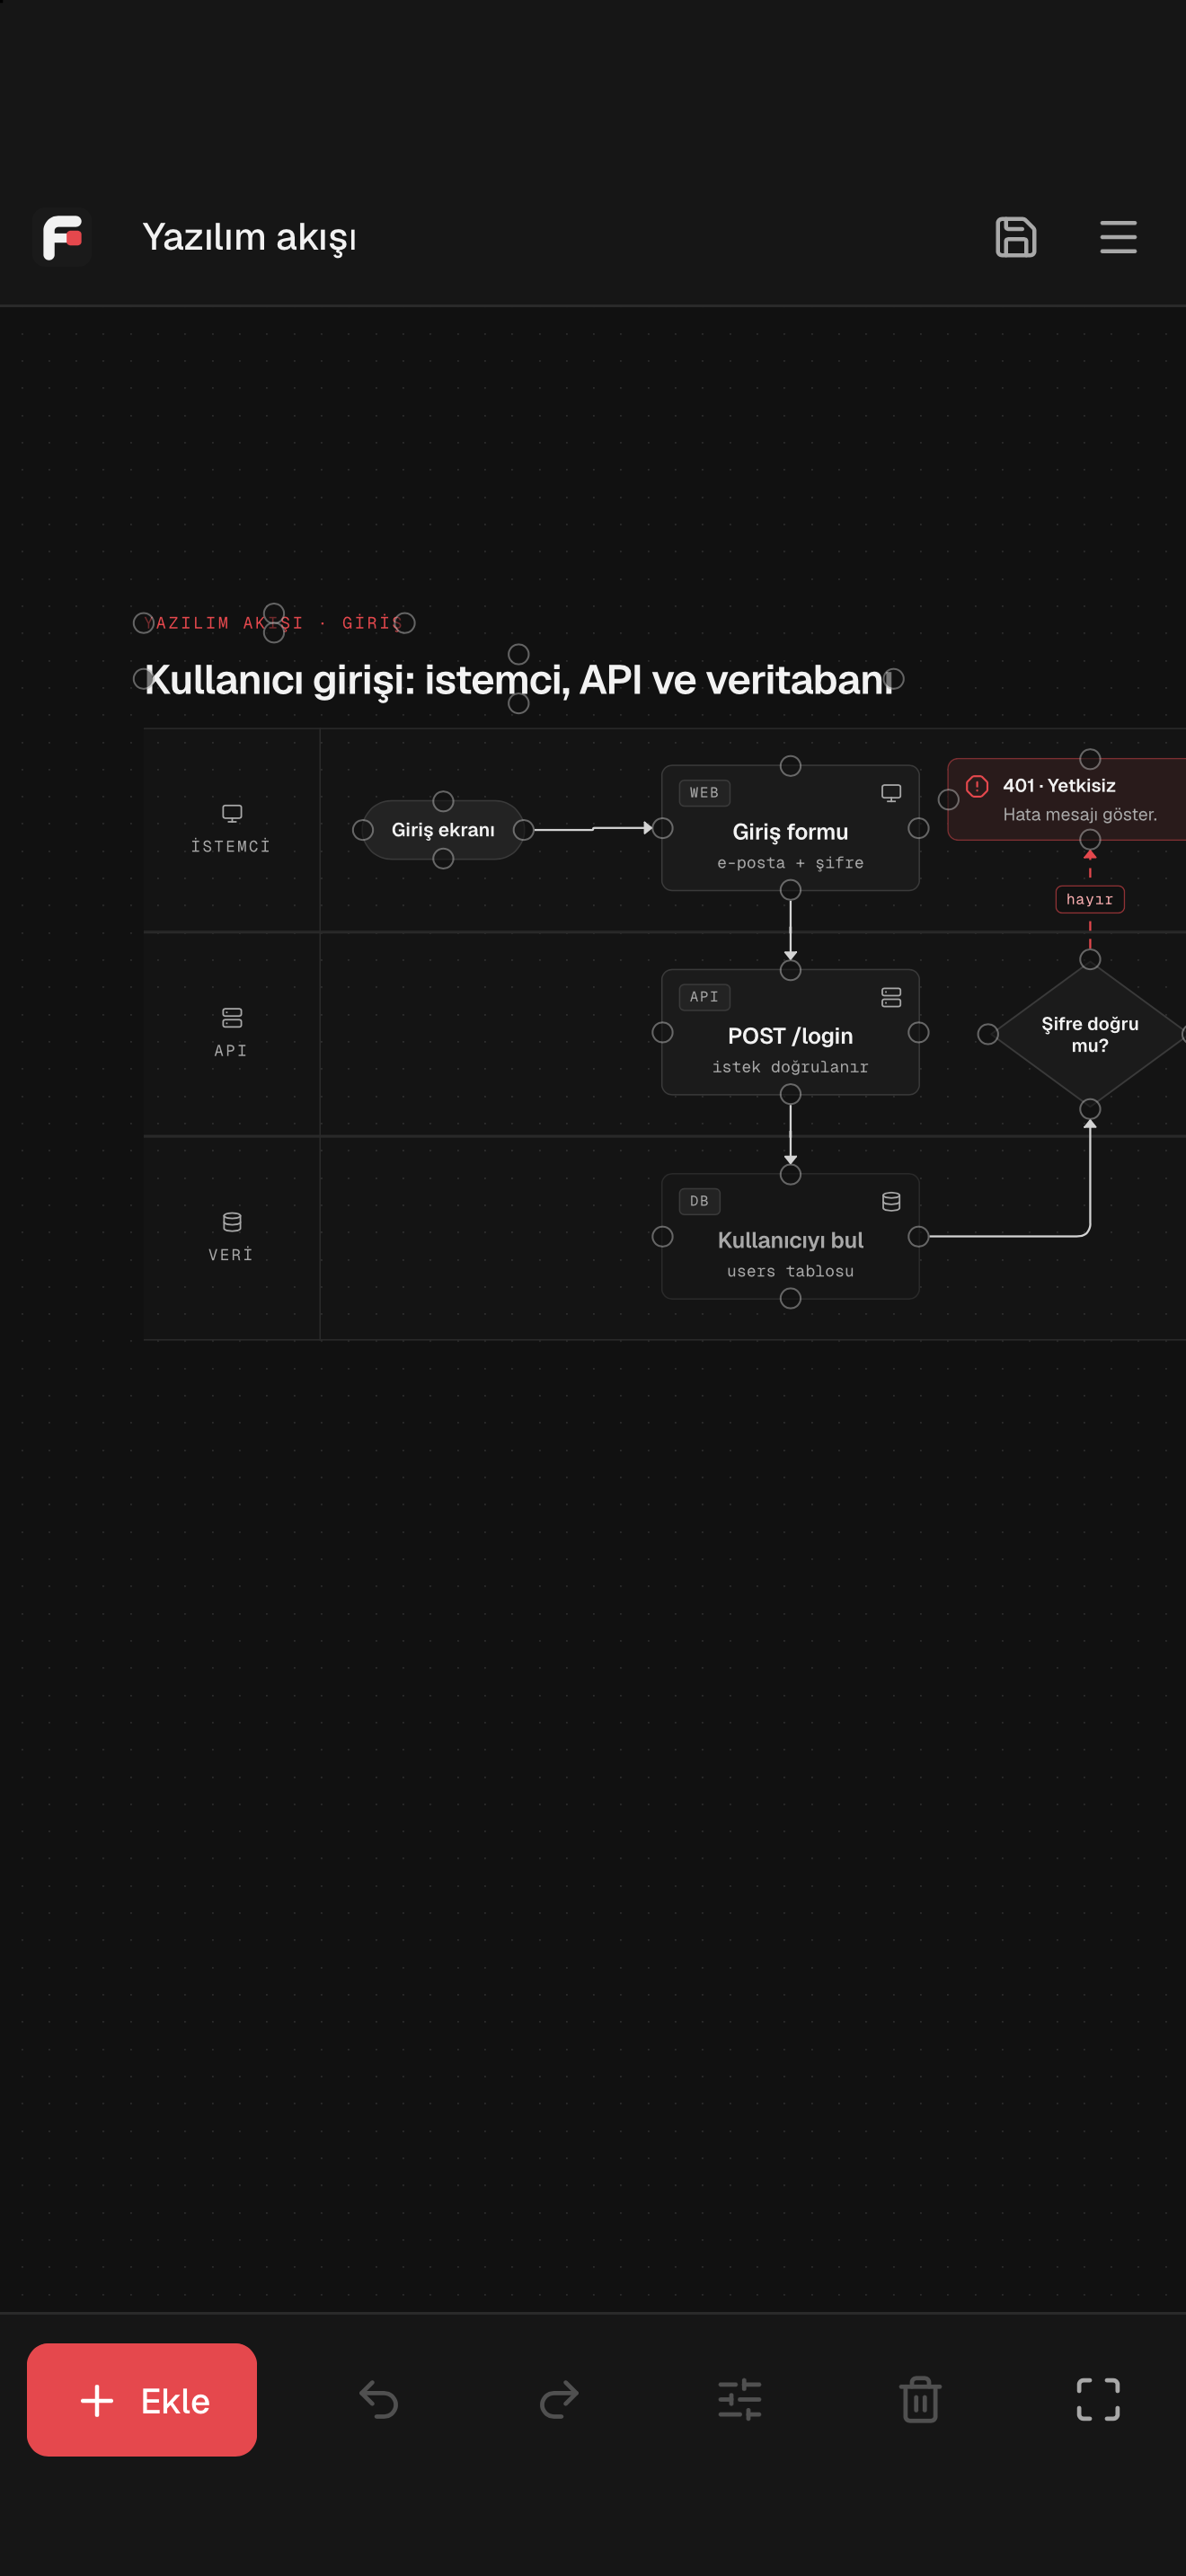 Yazılım akışı
YAZILIM AKIŞI · GİRİŞ
Kullanıcı girişi: istemci, API ve veritabanı
İSTEMCİ
Giriş ekranı
WEB
Giriş formu
e-posta + şifre
401 · Yetkisiz
Hata mesajı göster.
hayır
API
API
POST /login
istek doğrulanır
Şifre doğru
mu?
VERİ
DB
Kullanıcıyı bul
users tablosu
Ekle